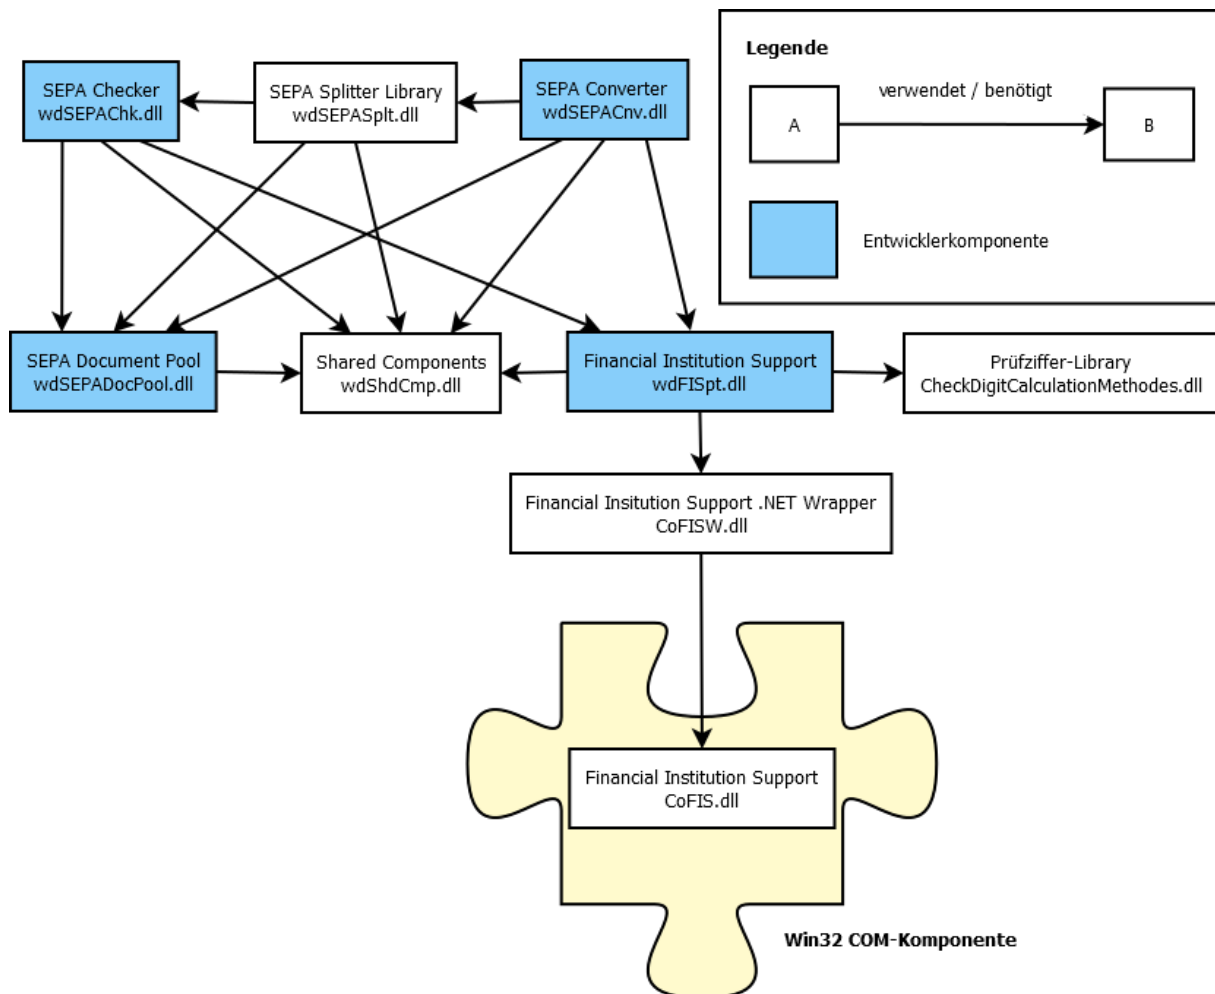 Legende
A
verwendet / benötigt
B
Entwicklerkomponente
SEPA Checker
wdSEPAChk.dll
SEPA Splitter Library
wdSEPASplt.dll
SEPA Converter
wdSEPACnv.dll
SEPA Document Pool
wdSEPADocPool.dll
Shared Components
wdShdCmp.dll
Financial Institution Support
wdFISpt.dll
Prüfziffer-Library
CheckDigitCalculationMethodes.dll
Financial Insitution Support .NET Wrapper
CoFISW.dll
Financial Institution Support
CoFIS.dll
Win32 COM-Komponente